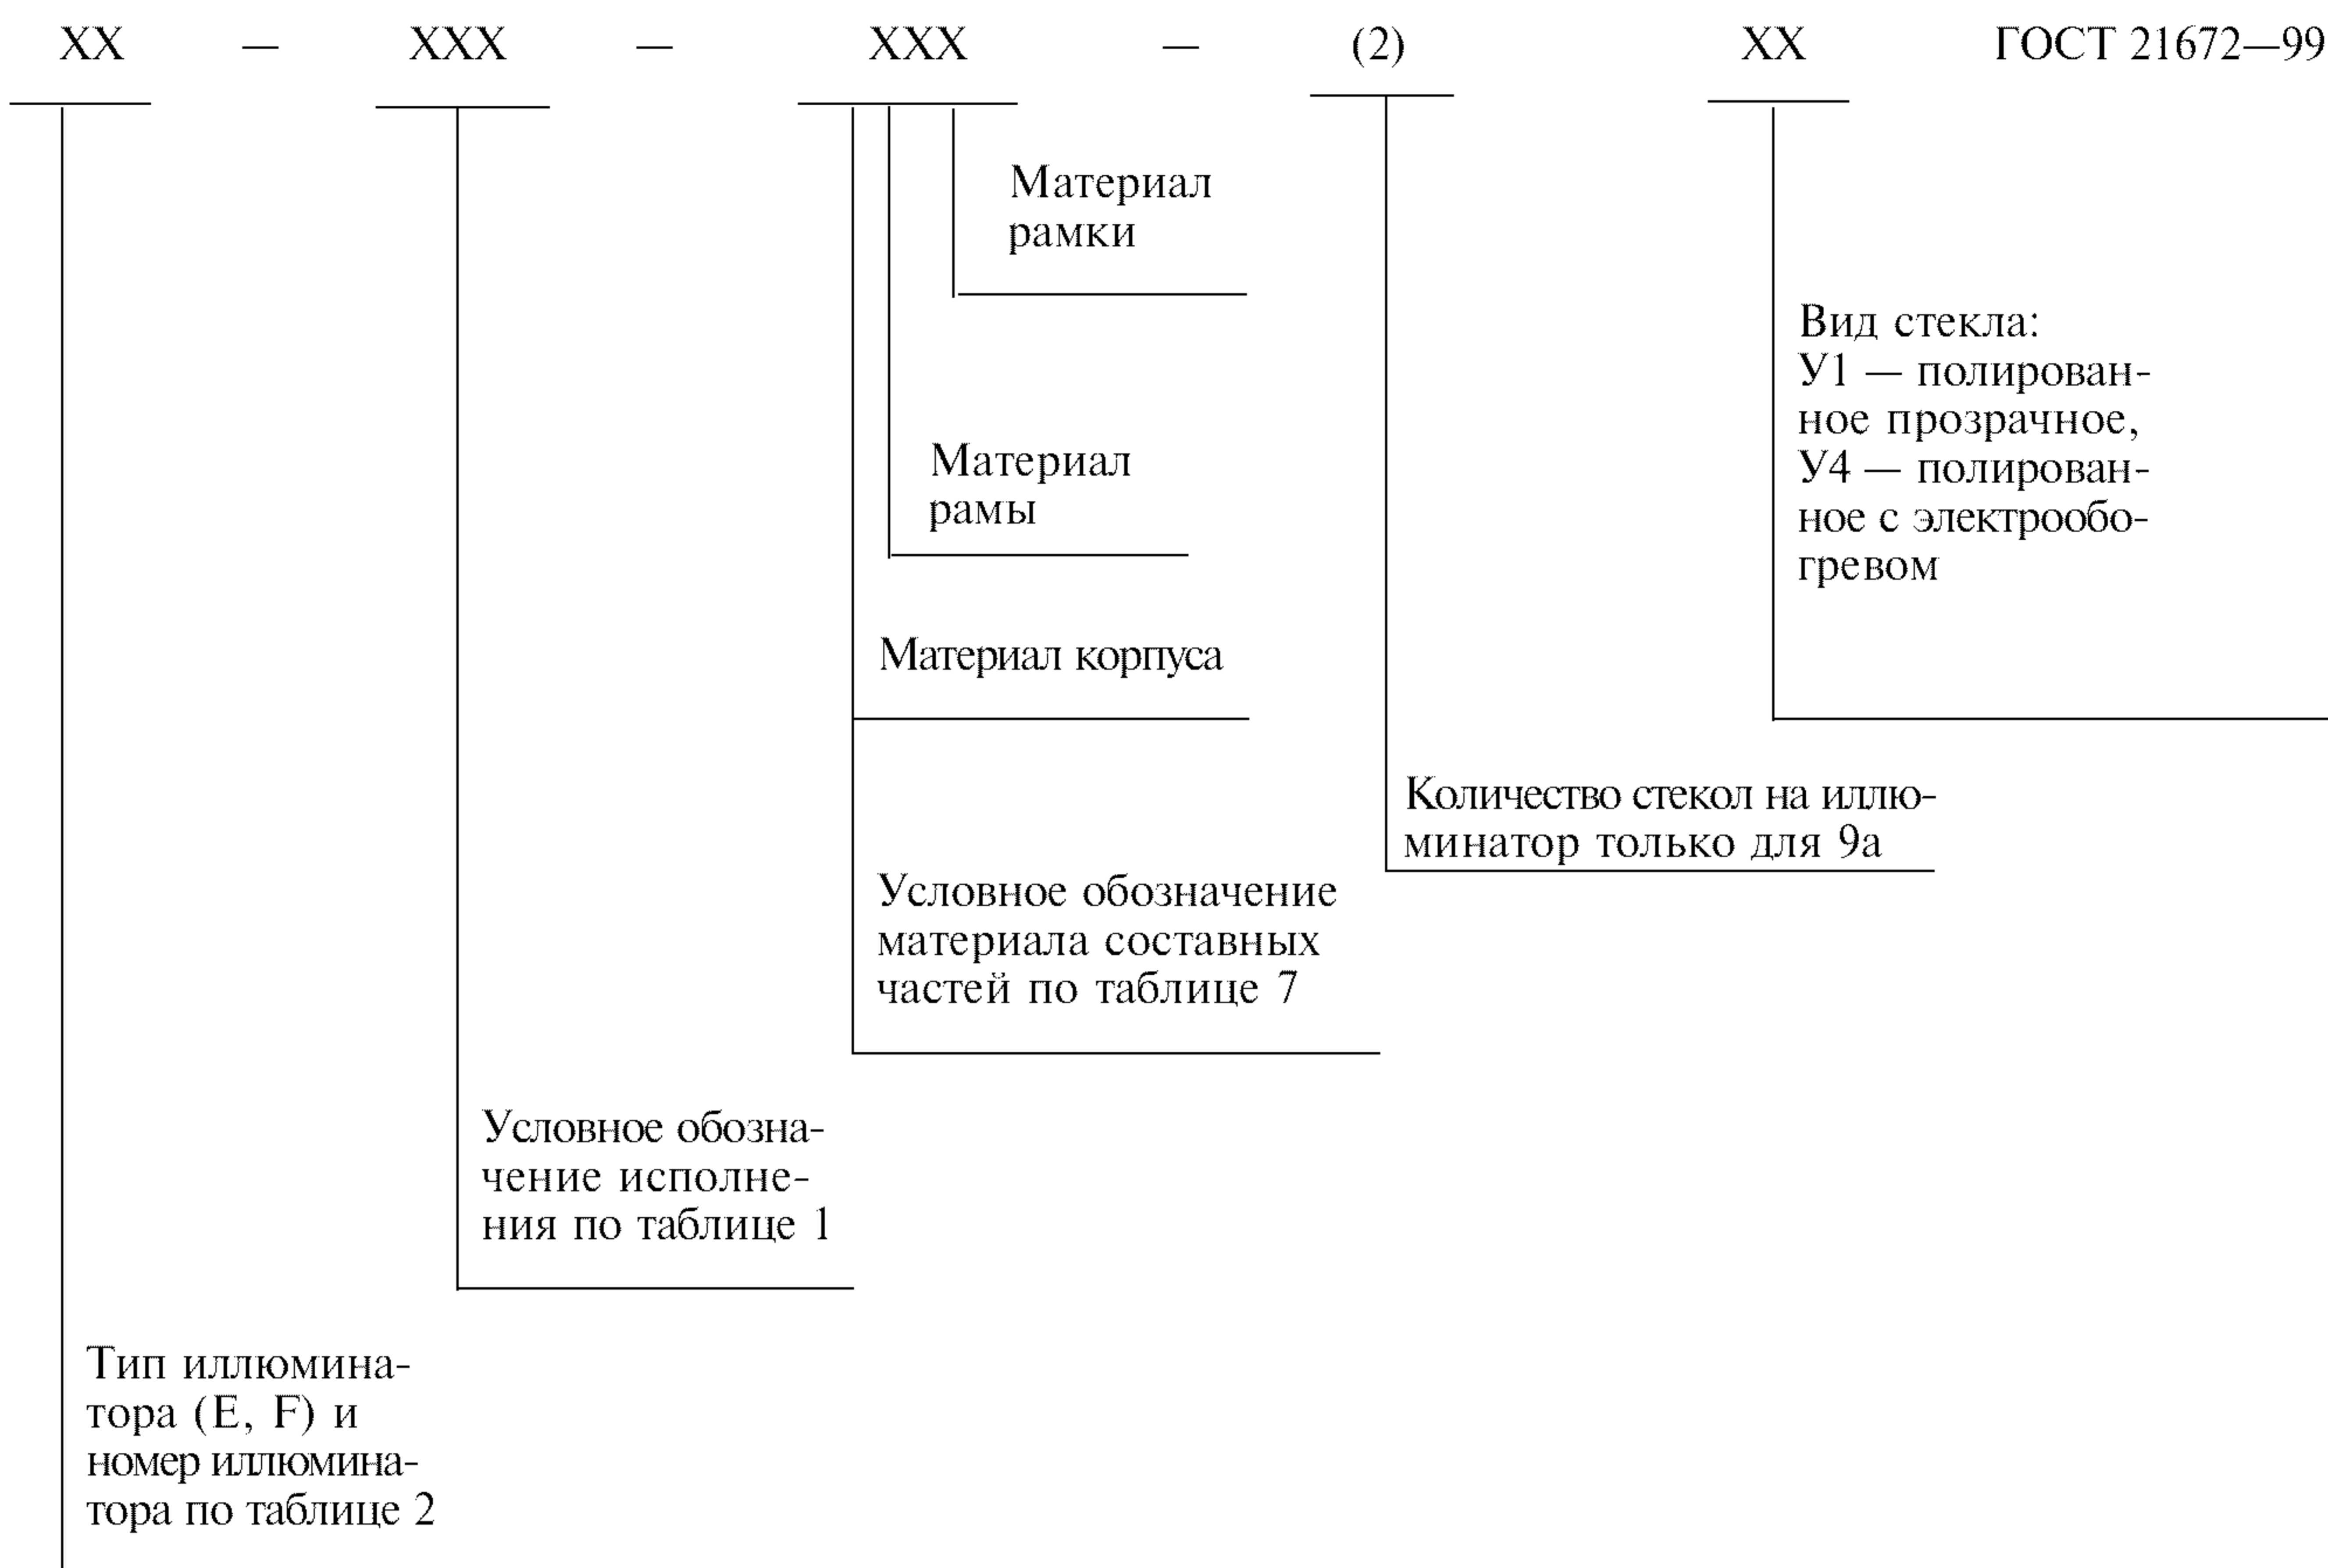 XX — XXX — XXX — (2) XX ГОСТ 21672—99
Материал
рамки
Материал
рамы
Материал корпуса
Вид стекла:
У1 — полирован-
ное прозрачное,
У4 — полирован-
ное с электрообо-
гревом
Количество стекол на иллю-
минатор только для 9а
Условное обозначение
материала составных
частей по таблице 7
Условное обозна-
чение исполне-
ния по таблице 1
Тип иллюмина-
тора (E, F) и
номер иллюмина-
тора по таблице 2